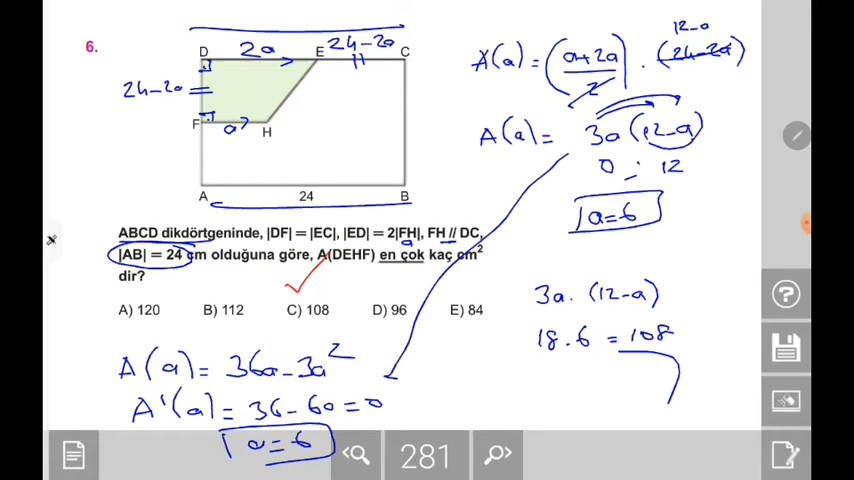 6.
D 2a E 24-2a C
24-2a
F a H
A 24 B
ABCD dikdörtgeninde, |DF| = |EC|, |ED| = 2|FH|, FH // DC,
a
|AB| = 24 cm olduğuna göre, A(DEHF) en çok kaç cm²
dir?
A) 120 B) 112 C) 108 D) 96 E) 84
A(a) = 36a-3a²
A'(a) = 36-6a=0
a=6
12-a
A(a) = (a+2a/2) . (24-2a)
A(a) = 3a(12-a)
0 12
a=6
3a. (12-a)
18.6 = 108
281